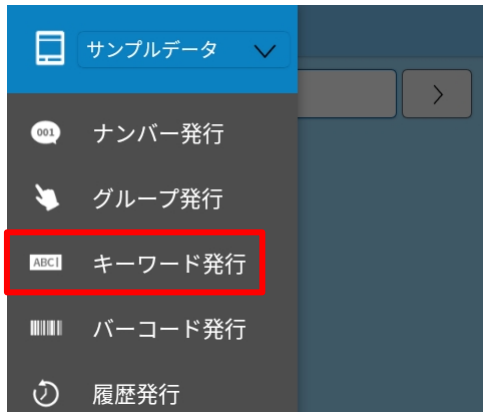 サンプルデータ
001
ナンバー発行
グループ発行
ABC
キーワード発行
バーコード発行
履歴発行